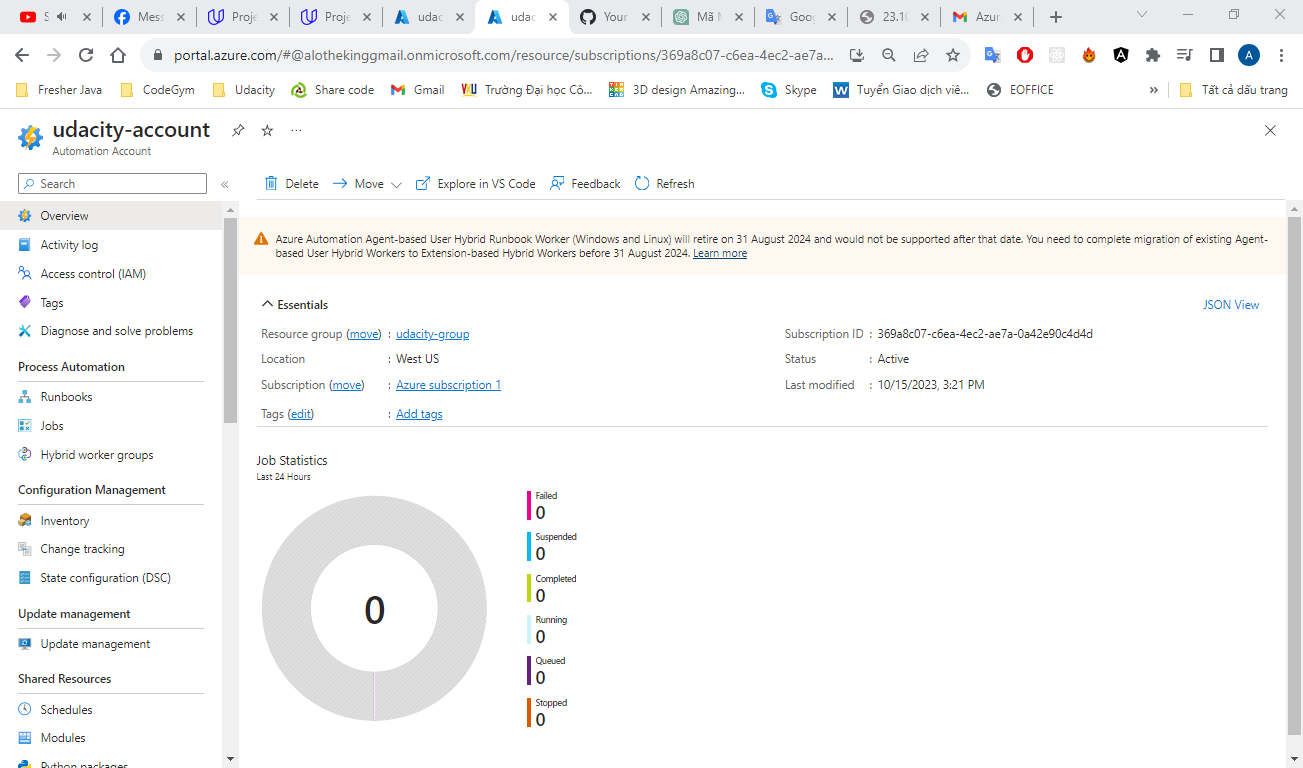 S
Mess
Proje
Proje
udac
udac
Your
Mã M
Goog
23.10
Azur
portal.azure.com/#@alothekinggmail.onmicrosoft.com/resource/subscriptions/369a8c07-c6ea-4ec2-ae7a...
A
Fresher Java
CodeGym
Udacity
Share code
Gmail
Trường Đại học Cô...
3D design Amazing...
Skype
Tuyển Giao dịch viê...
EOFFICE
»
Tất cả dấu trang
udacity-account
...
Automation Account
Search
«
Delete
Move
Explore in VS Code
Feedback
Refresh
Overview
Activity log
Access control (IAM)
Tags
Diagnose and solve problems
Process Automation
Runbooks
Jobs
Hybrid worker groups
Configuration Management
Inventory
Change tracking
State configuration (DSC)
Update management
Update management
Shared Resources
Schedules
Modules
Python packages
Azure Automation Agent-based User Hybrid Runbook Worker (Windows and Linux) will retire on 31 August 2024 and would not be supported after that date. You need to complete migration of existing Agent-
based User Hybrid Workers to Extension-based Hybrid Workers before 31 August 2024. Learn more
Essentials
JSON View
Resource group (move) : udacity-group
Location : West US
Subscription (move) : Azure subscription 1
Tags (edit) : Add tags
Subscription ID : 369a8c07-c6ea-4ec2-ae7a-0a42e90c4d4d
Status : Active
Last modified : 10/15/2023, 3:21 PM
Job Statistics
Last 24 Hours
0
Failed
0
Suspended
0
Completed
0
Running
0
Queued
0
Stopped
0